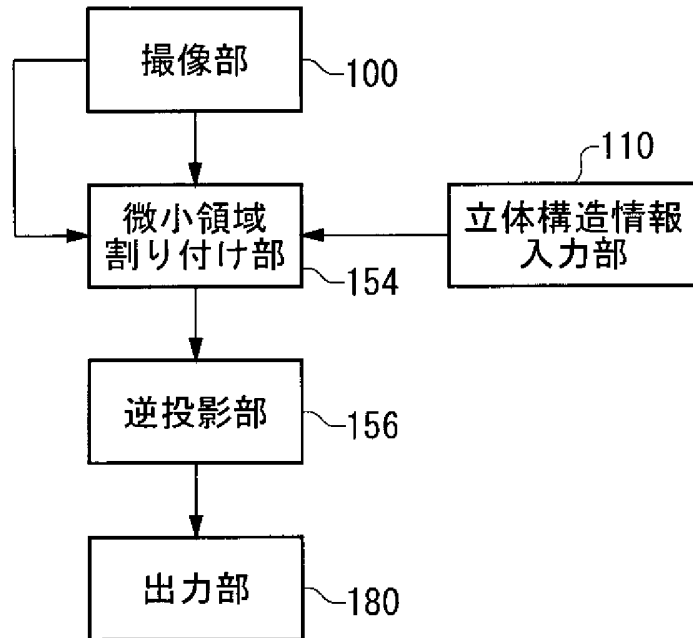 撮像部
100
110
微小領域
割り付け部
154
立体構造情報
入力部
逆投影部
156
出力部
180